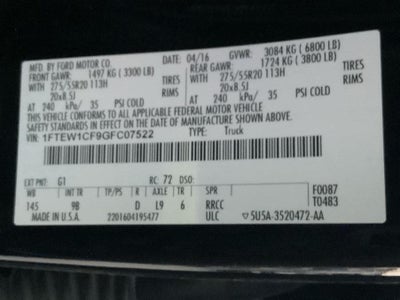 MFD. BY FORD MOTOR CO.
04/16 GVWR: 3084 KG ( 6800 LB)
FRONT GAWR: 1497 KG ( 3300 LB)
REAR GAWR: 1724 KG ( 3800 LB)
275/55R20 113H TIRES
275/55R20 113H TIRES
20x8.5J RIMS
20x8.5J RIMS
AT 240 kPa/ 35 PSI COLD
AT 240 kPa/ 35 PSI COLD
THIS VEHICLE CONFORMS TO ALL APPLICABLE FEDERAL MOTOR VEHICLE
SAFETY AND THEFT PREVENTION STANDARDS IN EFFECT ON THE DATE OF MANUFACTURE SHOWN ABOVE.
VIN: 1FTEW1CF9GFC07522
TYPE: Truck
EXT PNT: G1 RC: 72 DSO:
F0087
T0483
WB INT TR TP/PS R AXLE TR SPR
145 9B D L9 6 RRCC
MADE IN U.S.A. 2201604195477 ULC 5U5A-3520472-AA